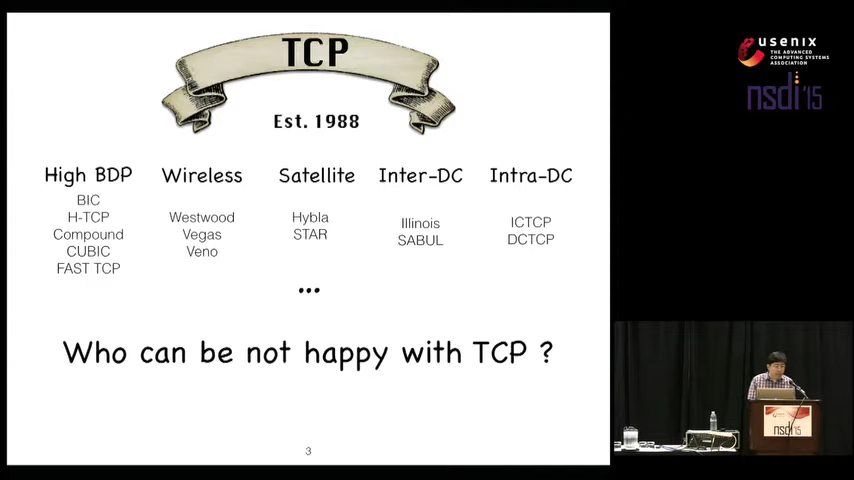 TCP
Est. 1988
High BDP
BIC
H-TCP
Compound
CUBIC
FAST TCP
Wireless
Westwood
Vegas
Veno
Satellite
Hybla
STAR
Inter-DC
Illinois
SABUL
Intra-DC
ICTCP
DCTCP
...
Who can be not happy with TCP ?
3
usenix
THE ADVANCED
COMPUTING SYSTEMS
ASSOCIATION
nsdi '15
nsdi'15